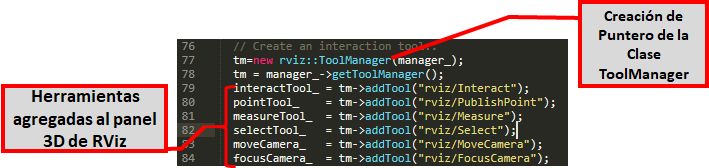 Creación de
Puntero de la
Clase
ToolManager
Herramientas
agregadas al panel
3D de RViz
76 // Create an interaction tool..
77 tm=new rviz::ToolManager(manager_);
78 tm = manager_->getToolManager();
79 interactTool_ = tm->addTool("rviz/Interact");
80 pointTool_ = tm->addTool("rviz/PublishPoint");
81 measureTool_ = tm->addTool("rviz/Measure");
82 selectTool_ = tm->addTool("rviz/Select");
83 moveCamera_ = tm->addTool("rviz/MoveCamera");
84 focusCamera_ = tm->addTool("rviz/FocusCamera");